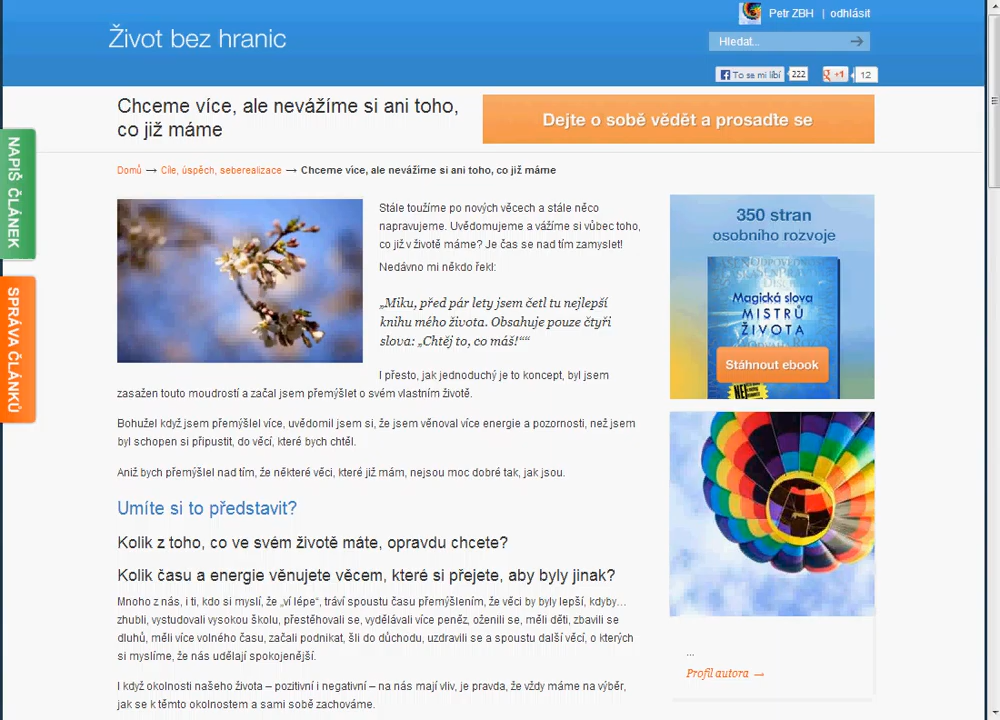 Petr ZBH | odhlásit
Život bez hranic
Hledat...
To se mi líbí 222
+1 12
Chceme více, ale nevážíme si ani toho,
co již máme
Dejte o sobě vědět a prosaďte se
NAPIŠ ČLÁNEK
SPRÁVA ČLÁNKŮ
Domů → Cíle, úspěch, seberealizace → Chceme více, ale nevážíme si ani toho, co již máme
Stále toužíme po nových věcech a stále něco
napravujeme. Uvědomujeme a vážíme si vůbec toho,
co již v životě máme? Je čas se nad tím zamyslet!
Nedávno mi někdo řekl:
„Miku, před pár lety jsem četl tu nejlepší
knihu mého života. Obsahuje pouze čtyři
slova: „Chtěj to, co máš!““
I přesto, jak jednoduchý je to koncept, byl jsem
zasažen touto moudrostí a začal jsem přemýšlet o svém vlastním životě.
Bohužel když jsem přemýšlel více, uvědomil jsem si, že jsem věnoval více energie a pozornosti, než jsem
byl schopen si připustit, do věcí, které bych chtěl.
Aniž bych přemýšlel nad tím, že některé věci, které již mám, nejsou moc dobré tak, jak jsou.
Umíte si to představit?
Kolik z toho, co ve svém životě máte, opravdu chcete?
Kolik času a energie věnujete věcem, které si přejete, aby byly jinak?
Mnoho z nás, i ti, kdo si myslí, že „ví lépe“, tráví spoustu času přemýšlením, že věci by byly lepší, kdyby…
zhubli, vystudovali vysokou školu, přestěhovali se, vydělávali více peněz, oženili se, měli děti, zbavili se
dluhů, měli více volného času, začali podnikat, šli do důchodu, uzdravili se a spoustu další věcí, o kterých
si myslíme, že nás udělají spokojenější.
I když okolnosti našeho života – pozitivní i negativní – na nás mají vliv, je pravda, že vždy máme na výběr,
jak se k těmto okolnostem a sami sobě zachováme.
350 stran
osobního rozvoje
Magická slova
MISTRŮ
ŽIVOTA
Stáhnout ebook
...
Profil autora →